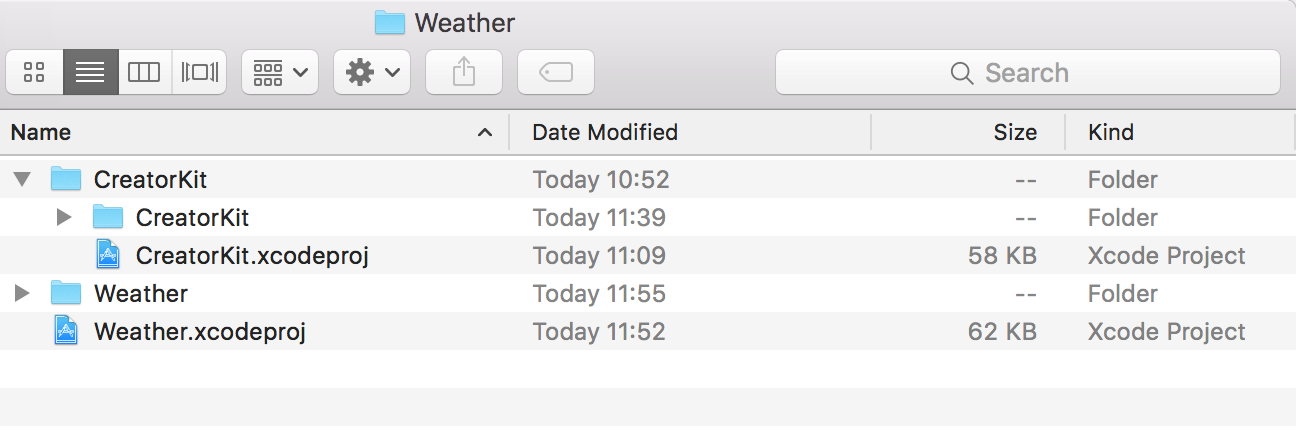 Weather
Search
Name Date Modified Size Kind
CreatorKit Today 10:52 -- Folder
CreatorKit Today 11:39 -- Folder
CreatorKit.xcodeproj Today 11:09 58 KB Xcode Project
Weather Today 11:55 -- Folder
Weather.xcodeproj Today 11:52 62 KB Xcode Project